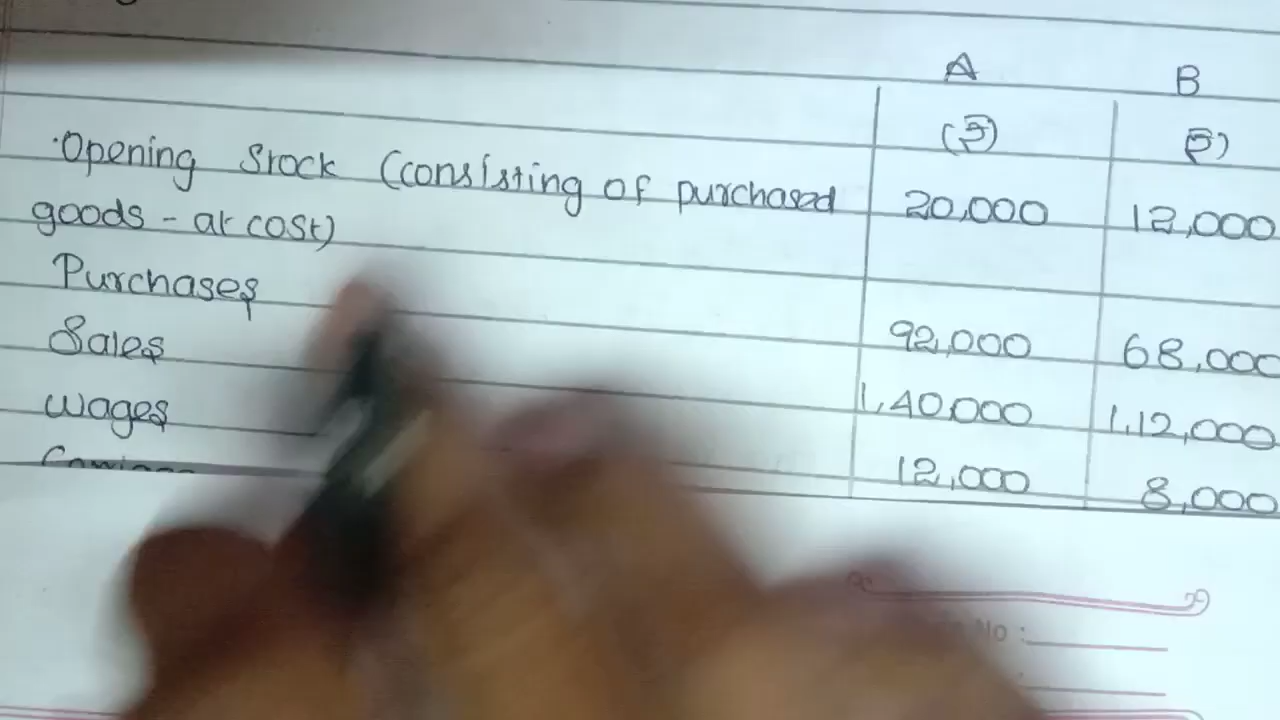 A B
(₹) ₹)
Opening Stock (consisting of purchased 20,000 12,000
goods - at cost)
Purchases 92,000 68,000
Sales 1,40,000 1,12,000
Wages 12,000 8,000
No :